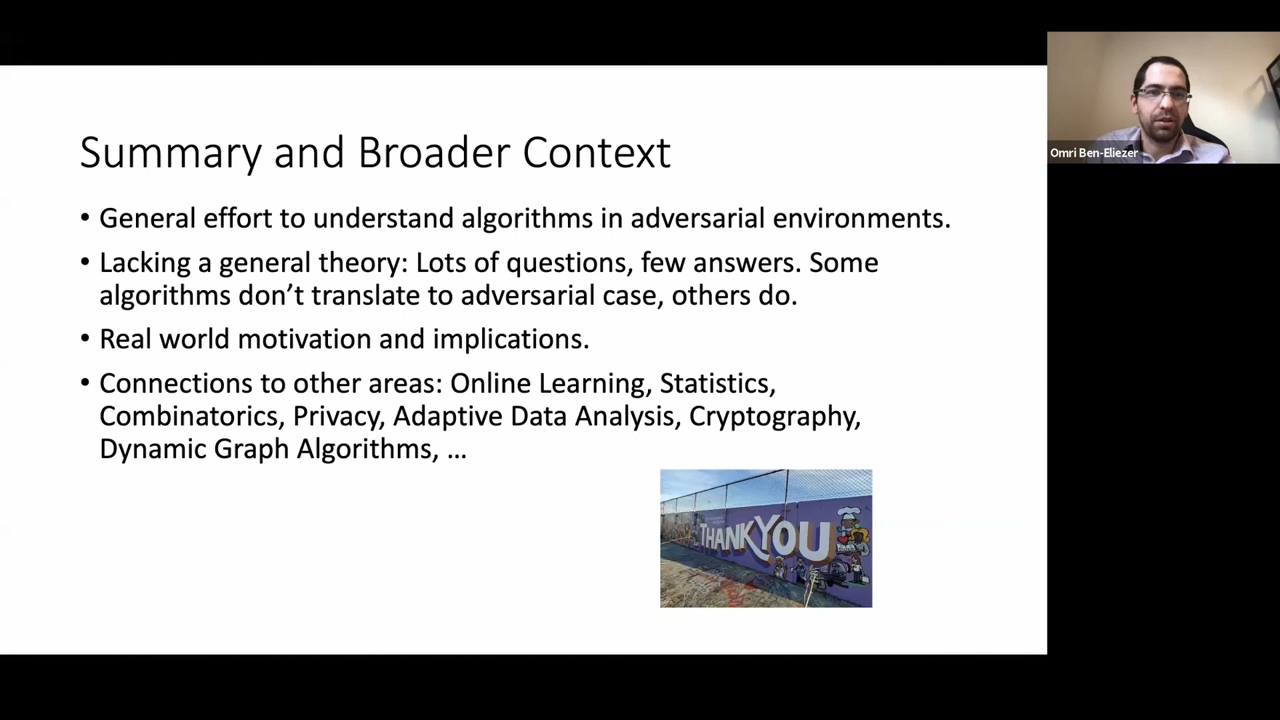 Summary and Broader Context
• General effort to understand algorithms in adversarial environments.
• Lacking a general theory: Lots of questions, few answers. Some
algorithms don’t translate to adversarial case, others do.
• Real world motivation and implications.
• Connections to other areas: Online Learning, Statistics,
Combinatorics, Privacy, Adaptive Data Analysis, Cryptography,
Dynamic Graph Algorithms, …
THANK YOU
Omri Ben-Eliezer